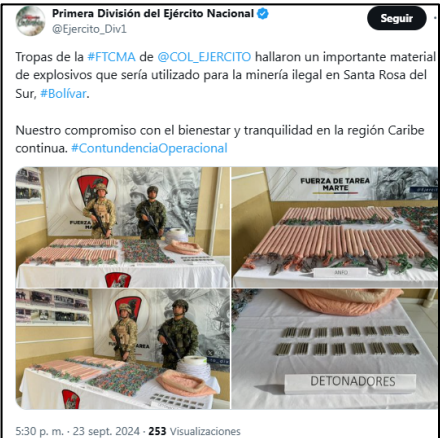 Primera División del Ejército Nacional
@Ejercito_Div1
Seguir
Tropas de la #FTCMA de @COL_EJERCITO hallaron un importante material
de explosivos que sería utilizado para la minería ilegal en Santa Rosa del
Sur, #Bolívar.
Nuestro compromiso con el bienestar y tranquilidad en la región Caribe
continua. #ContundenciaOperacional
FUERZA DE TAREA
MARTE
DETONADORES
5:30 p. m. · 23 sept. 2024 · 253 Visualizaciones